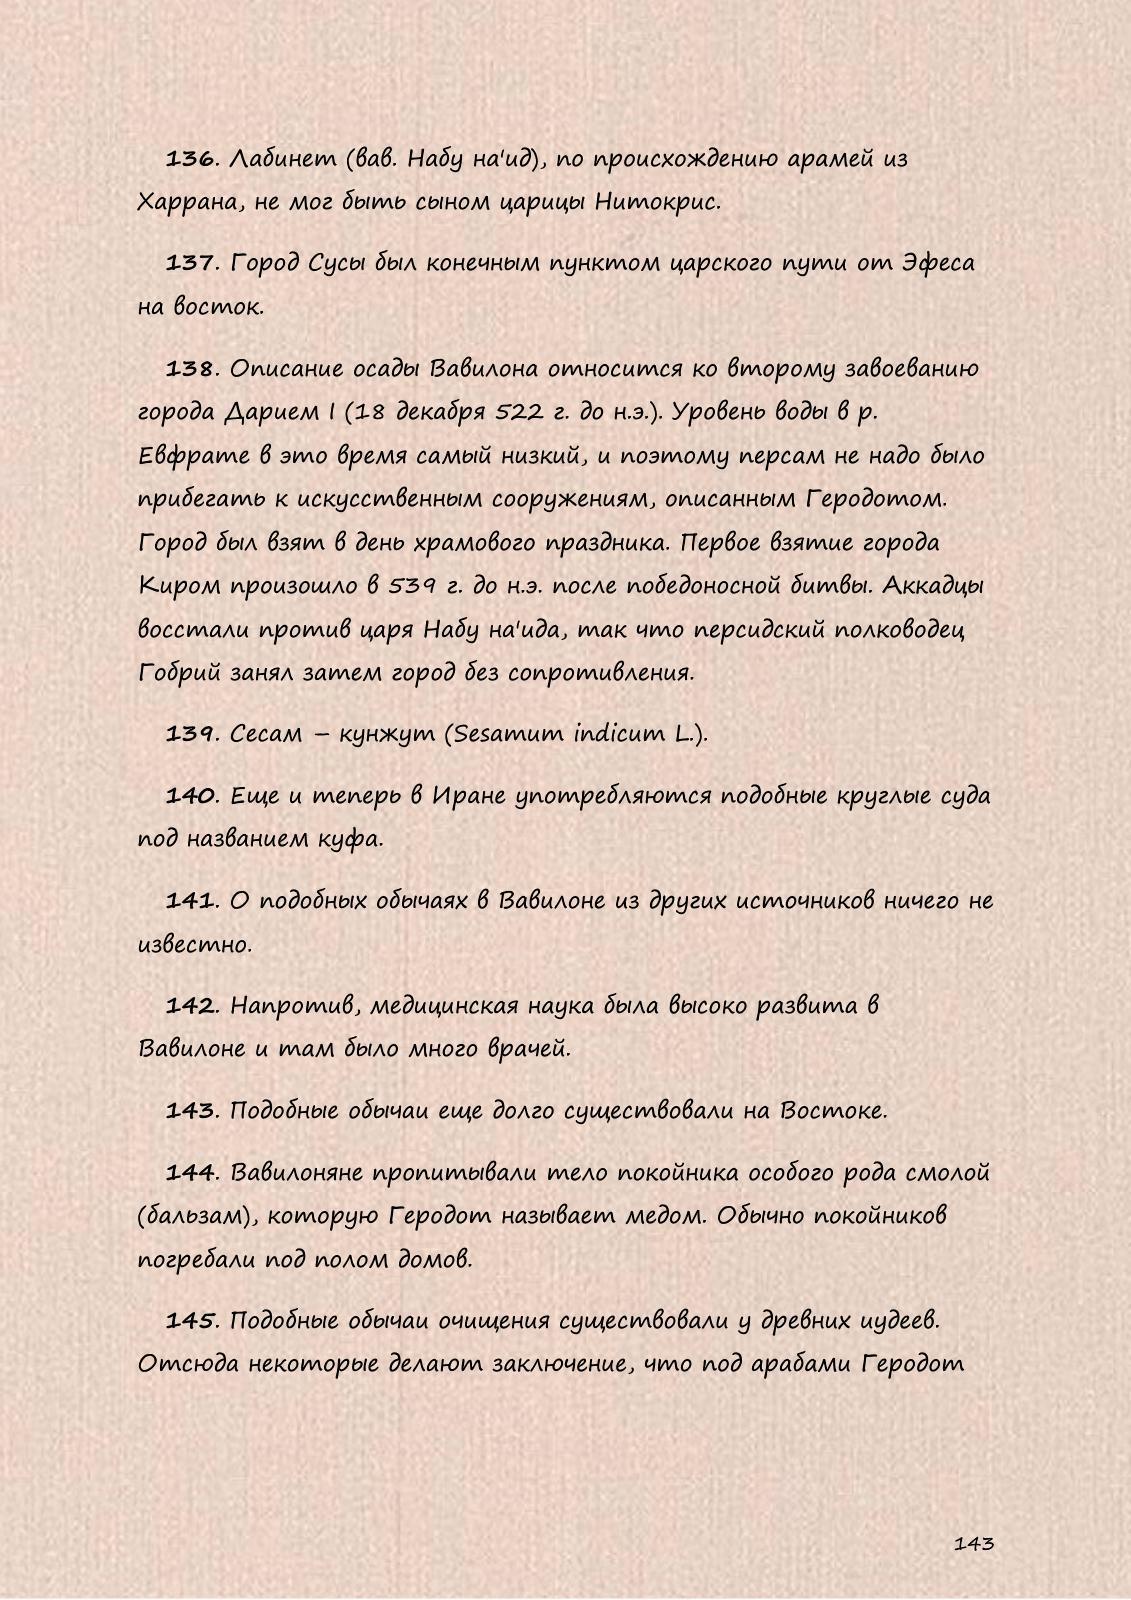 136. Лабинет (вав. Набу на'ид), по происхождению арамей из
Харрана, не мог быть сыном царицы Нитокрис.
137. Город Сусы был конечным пунктом царского пути от Эфеса
на восток.
138. Описание осады Вавилона относится ко второму завоеванию
города Дарием I (18 декабря 522 г. до н.э.). Уровень воды в р.
Евфрате в это время самый низкий, и поэтому персам не надо было
прибегать к искусственным сооружениям, описанным Геродотом.
Город был взят в день храмового праздника. Первое взятие города
Киром произошло в 539 г. до н.э. после победоносной битвы. Аккадцы
восстали против царя Набу на'ида, так что персидский полководец
Гобрий занял затем город без сопротивления.
139. Сесам – кунжут (Sesamum indicum L.).
140. Еще и теперь в Иране употребляются подобные круглые суда
под названием куфа.
141. О подобных обычаях в Вавилоне из других источников ничего не
известно.
142. Напротив, медицинская наука была высоко развита в
Вавилоне и там было много врачей.
143. Подобные обычаи еще долго существовали на Востоке.
144. Вавилоняне пропитывали тело покойника особого рода смолой
(бальзам), которую Геродот называет медом. Обычно покойников
погребали под полом домов.
145. Подобные обычаи очищения существовали у древних иудеев.
Отсюда некоторые делают заключение, что под арабами Геродот
143